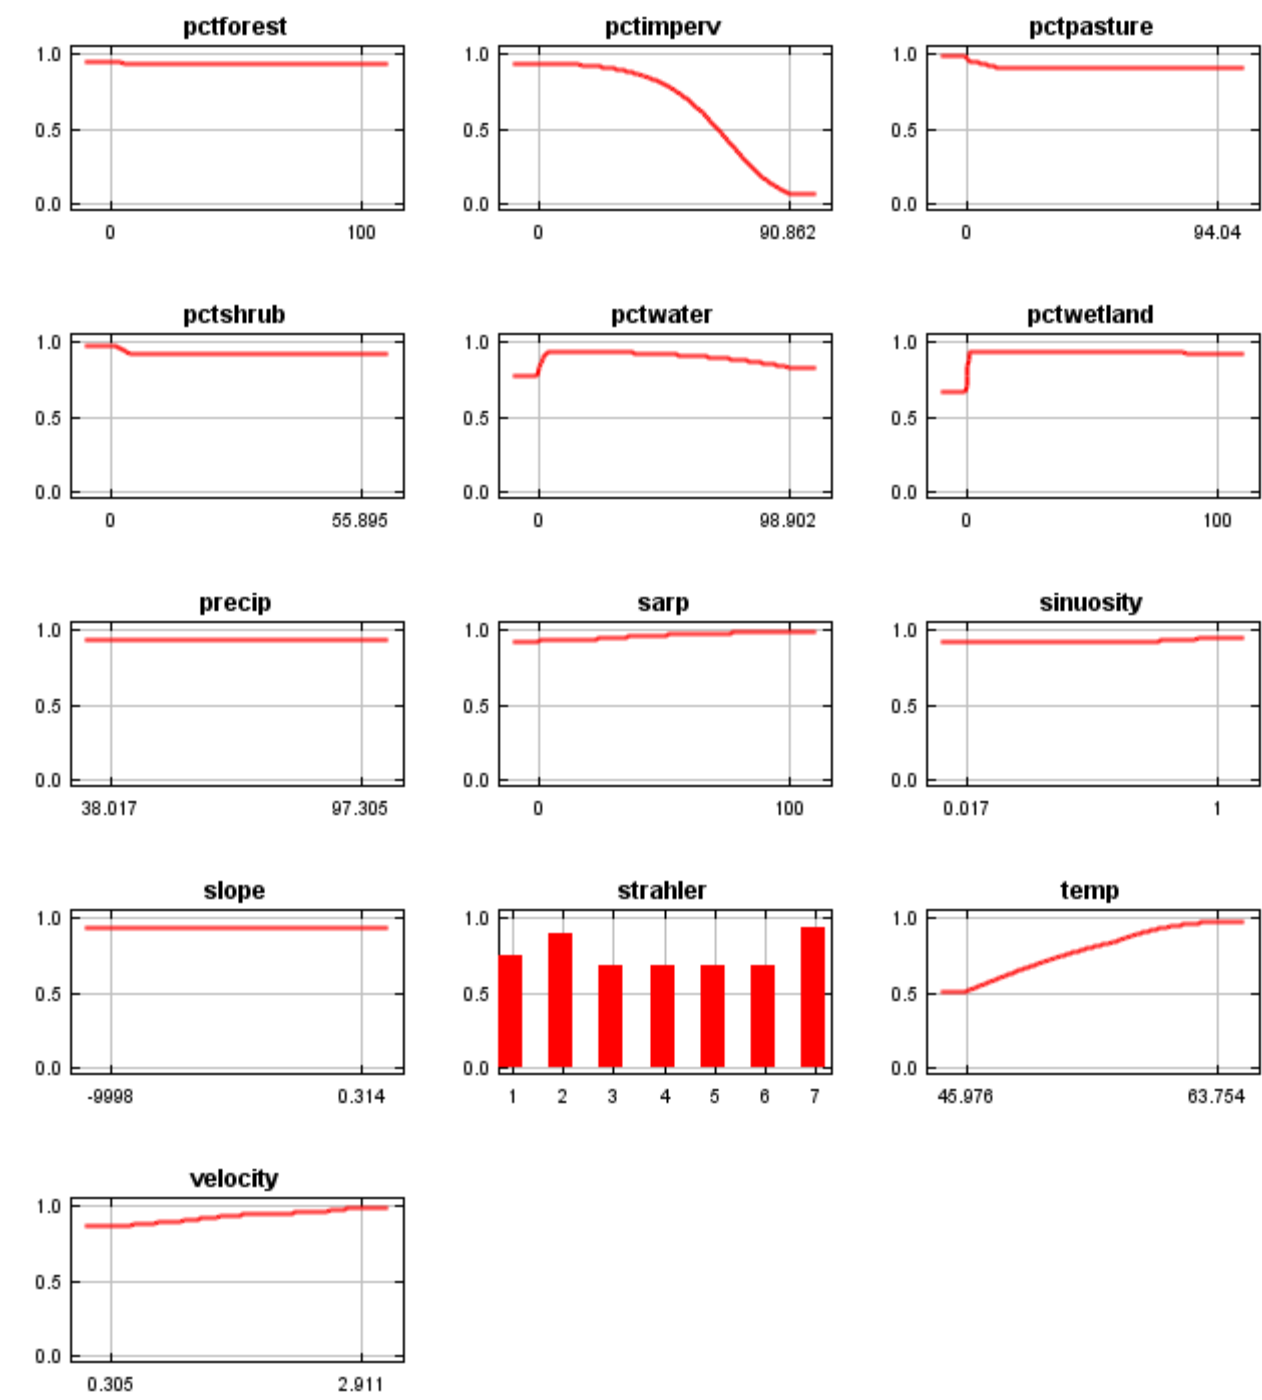 pctforest pctimperv pctpasture
1.0 1.0 1.0
0.5 0.5 0.5
0.0 0.0 0.0
0 100 0 90.862 0 94.04
pctshrub pctwater pctwetland
1.0 1.0 1.0
0.5 0.5 0.5
0.0 0.0 0.0
0 55.895 0 98.902 0 100
precip sarp sinuosity
1.0 1.0 1.0
0.5 0.5 0.5
0.0 0.0 0.0
38.017 97.305 0 100 0.017 1
slope strahler temp
1.0 1.0 1.0
0.5 0.5 0.5
0.0 0.0 0.0
-9998 0.314 1 2 3 4 5 6 7 45.976 63.754
velocity
1.0
0.5
0.0
0.305 2.911